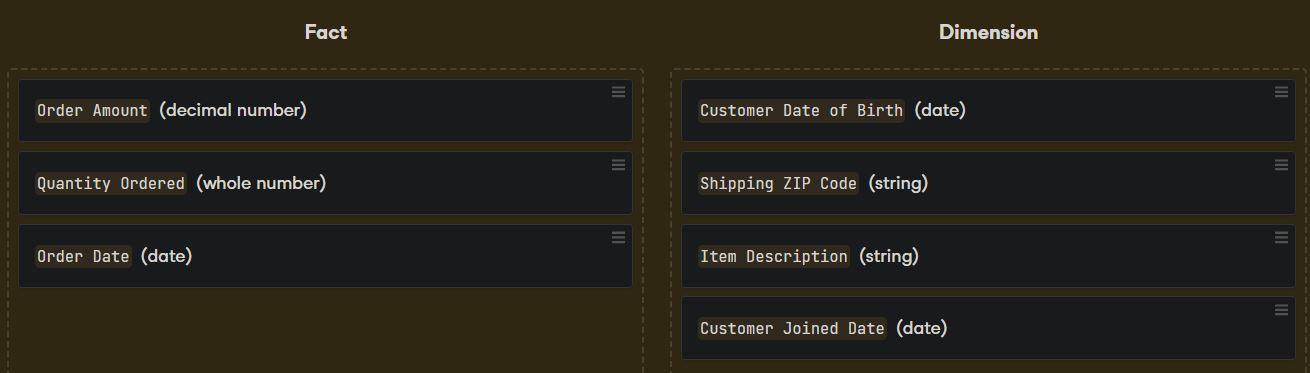 Fact
Order Amount (decimal number)
Quantity Ordered (whole number)
Order Date (date)
Dimension
Customer Date of Birth (date)
Shipping ZIP Code (string)
Item Description (string)
Customer Joined Date (date)